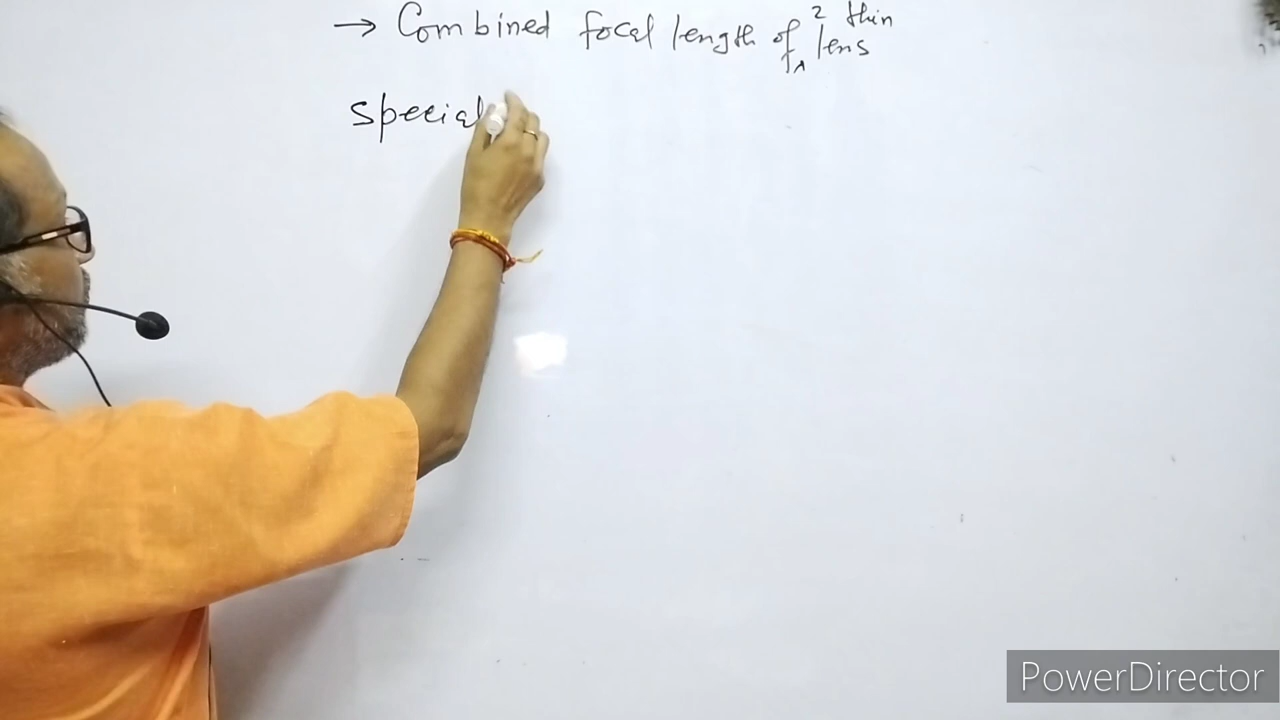 → Combined focal length of 2 thin lens
special
PowerDirector